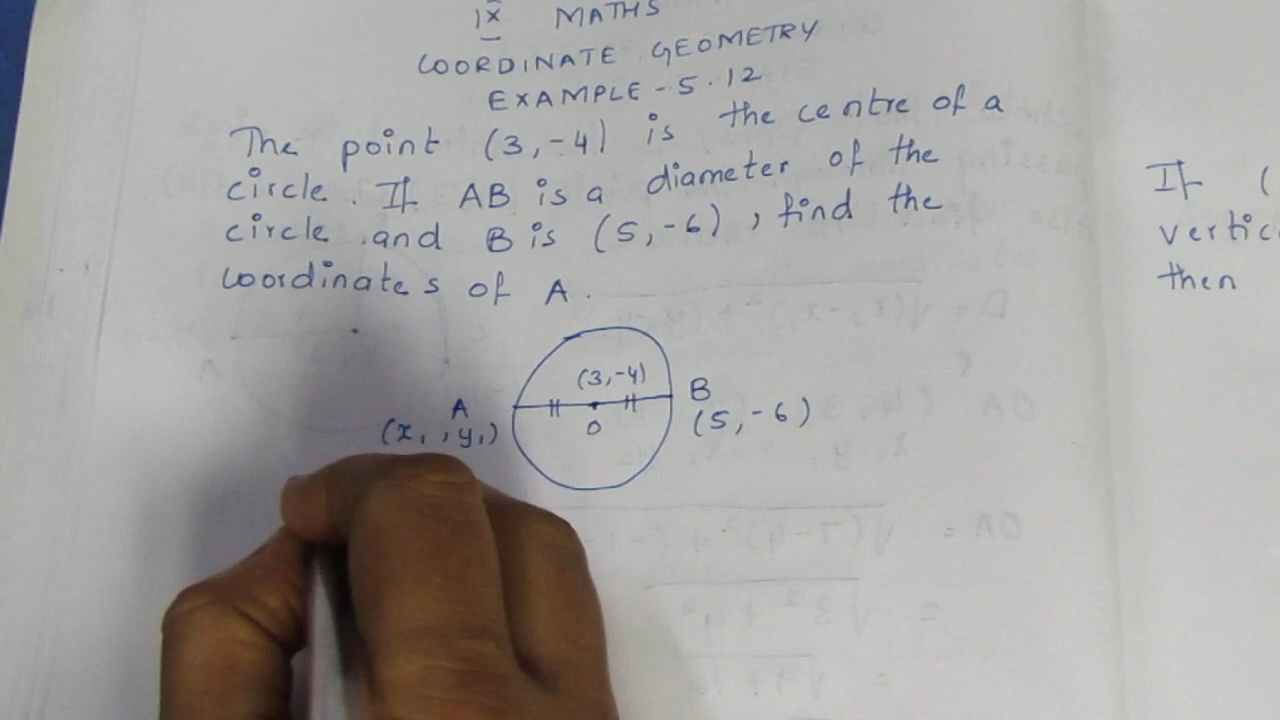 IX MATHS
COORDINATE GEOMETRY
EXAMPLE - 5.12
The point (3,-4) is the centre of a
circle. If AB is a diameter of the
circle and B is (5,-6), find the
coordinates of A.
(3,-4)
A
B
(x₁, y₁)
O
(5,-6)
If (
vertic
then